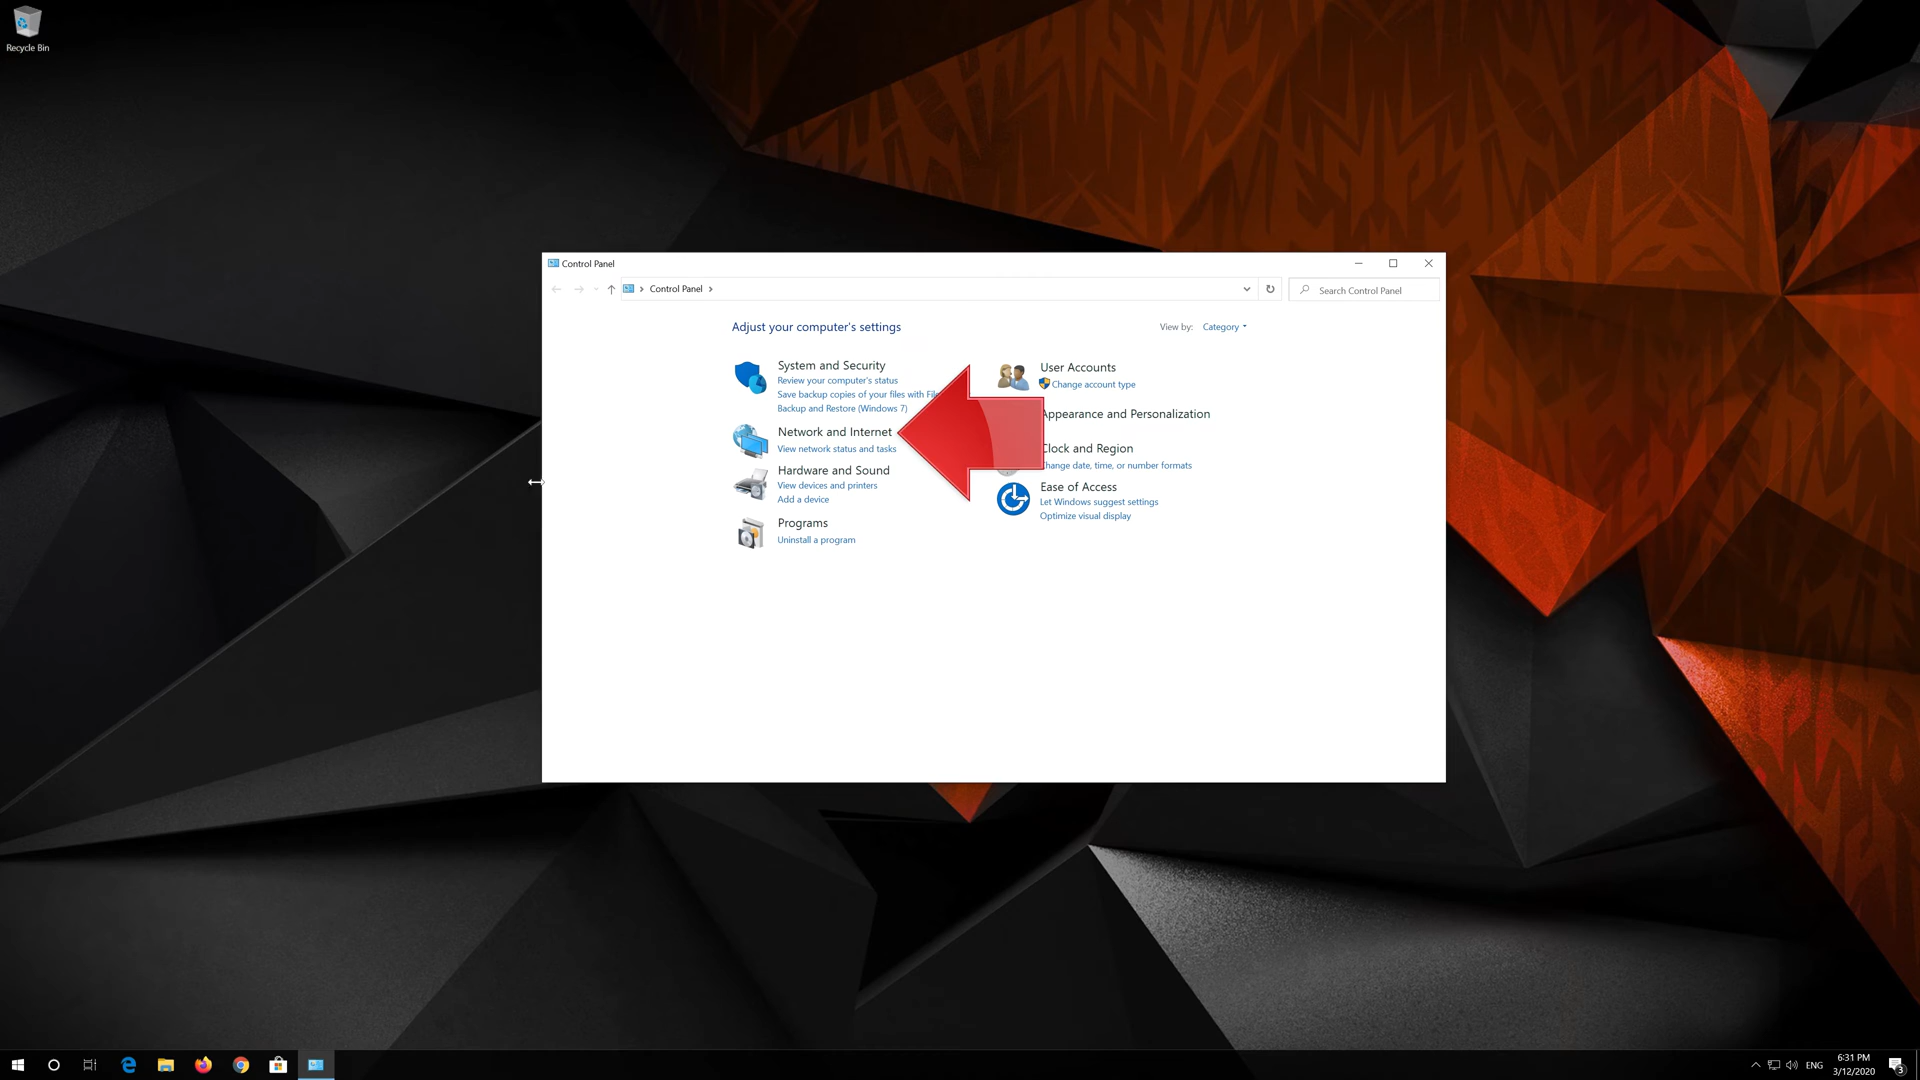 Recycle Bin
Control Panel
Control Panel
Search Control Panel
Adjust your computer's settings
View by: Category
System and Security
Review your computer's status
Save backup copies of your files with
Backup and Restore (Windows 7)
Network and Internet
View network status and tasks
Hardware and Sound
View devices and printers
Add a device
Programs
Uninstall a program
User Accounts
Change account type
Appearance and Personalization
Clock and Region
Change date, time, or number formats
Ease of Access
Let Windows suggest settings
Optimize visual display
ENG
6:31 PM
3/12/2020
3